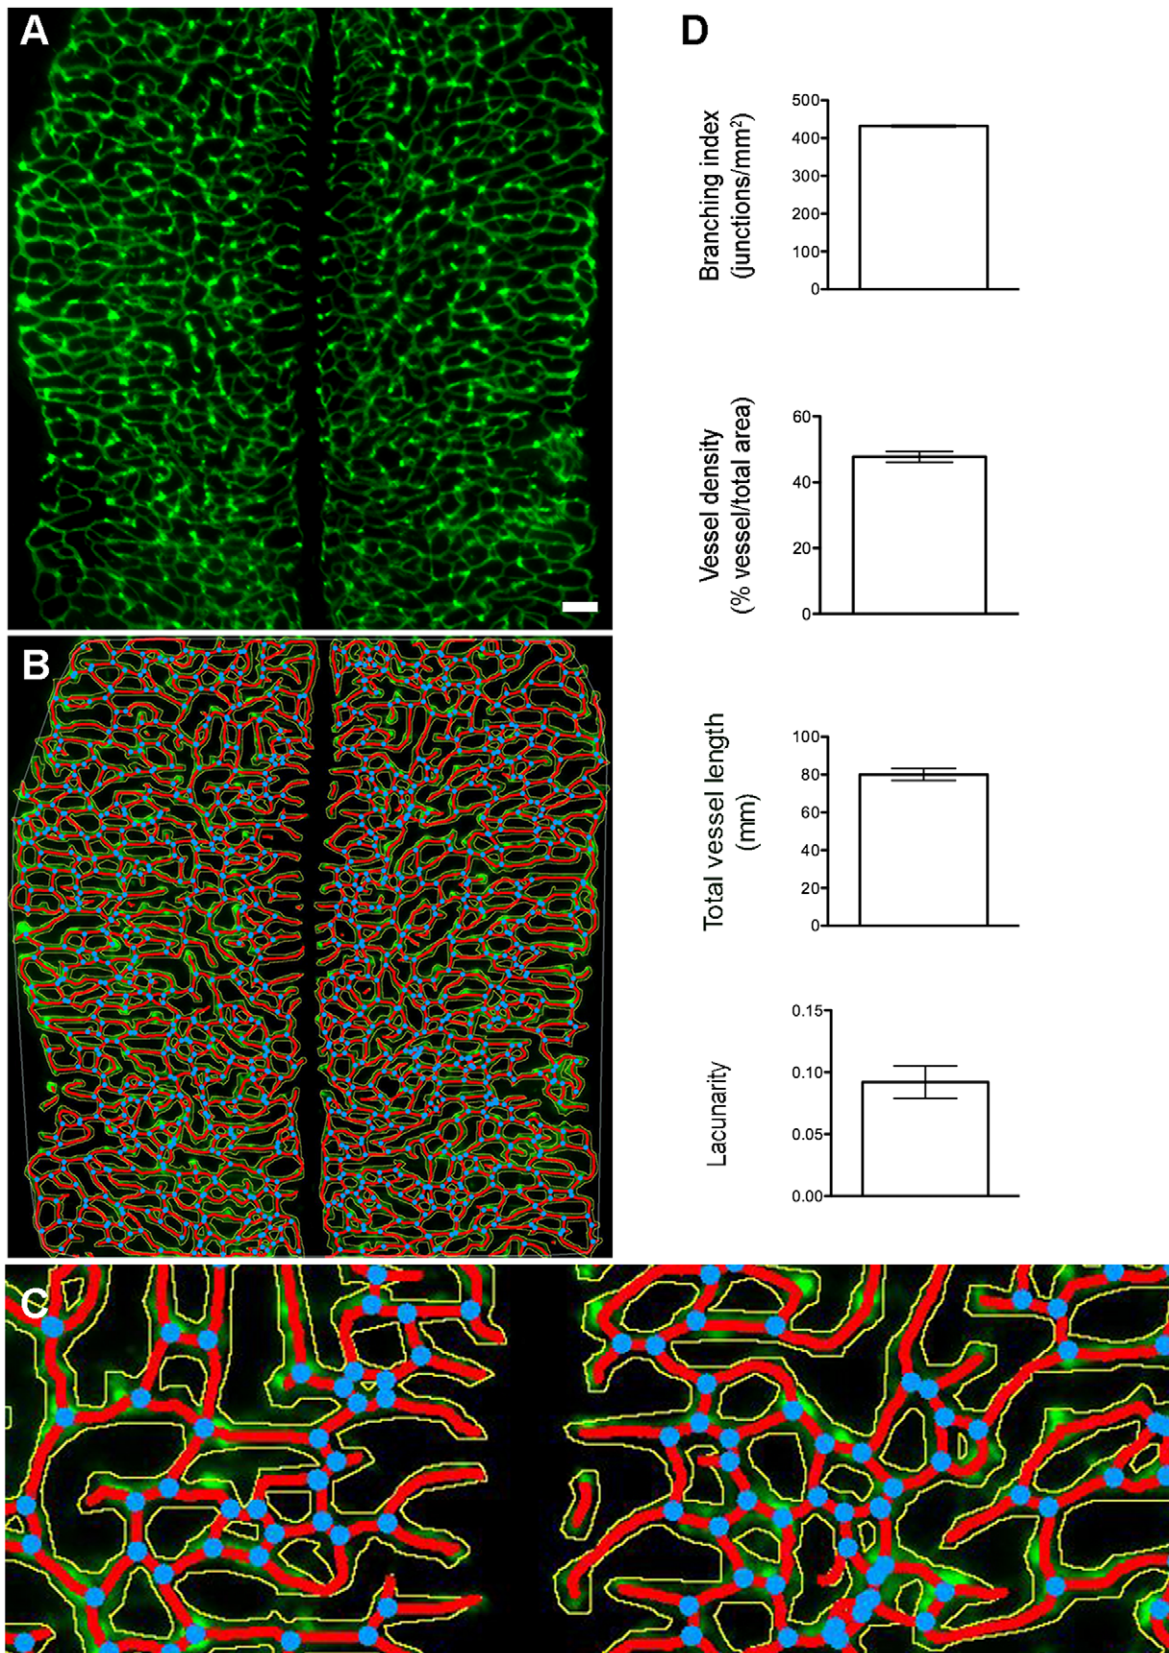 A
D
Branching index
(junctions/mm²)
500
400
300
200
100
0
Vessel density
(% vessel/total area)
60
40
20
0
B
Total vessel length
(mm)
100
80
60
40
20
0
Lacunarity
0.15
0.10
0.05
0.00
C